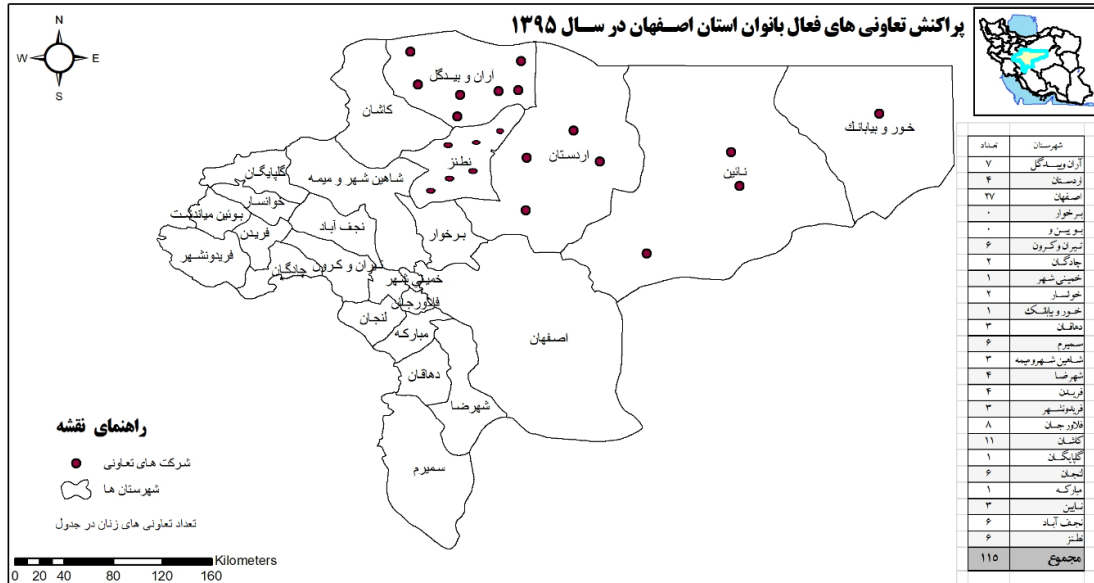 پراکنش تعاونی های فعال بانوان استان اصفهان در سال ۱۳۹۵
N
W
E
S
آران و بیدگل
کاشان
خور و بیابانک
اردستان
نائین
نطنز
گلپایگان
شاهین شهر و میمه
خوانسار
بوئین میاندشت
نجف آباد
برخوار
فریدن
فریدونشهر
چادگان
تیران و کرون
خمینی شهر
فلاورجان
لنجان
مبارکه
اصفهان
دهاقان
شهرضا
سمیرم
راهنمای نقشه
شرکت های تعاونی
شهرستان ها
تعداد تعاونی های زنان در جدول
Kilometers
0 20 40 80 120 160
شهرستان تعداد
آران وبیدگل ۷
اردستان ۴
اصفهان ۲۷
برخوار ۰
بویین و ۰
تیران وکرون ۶
چادگان ۲
خمینی شهر ۱
خوانسار ۲
خور و بیابانک ۱
دهاقان ۳
سمیرم ۶
شاهین شهرومیمه ۳
شهرضا ۴
فریدن ۴
فریدونشهر ۳
فلاورجان ۸
کاشان ۱۱
گلپایگان ۱
لنجان ۶
مبارکه ۱
نایین ۳
نجف آباد ۶
نطنز ۶
مجموع ۱۱۵